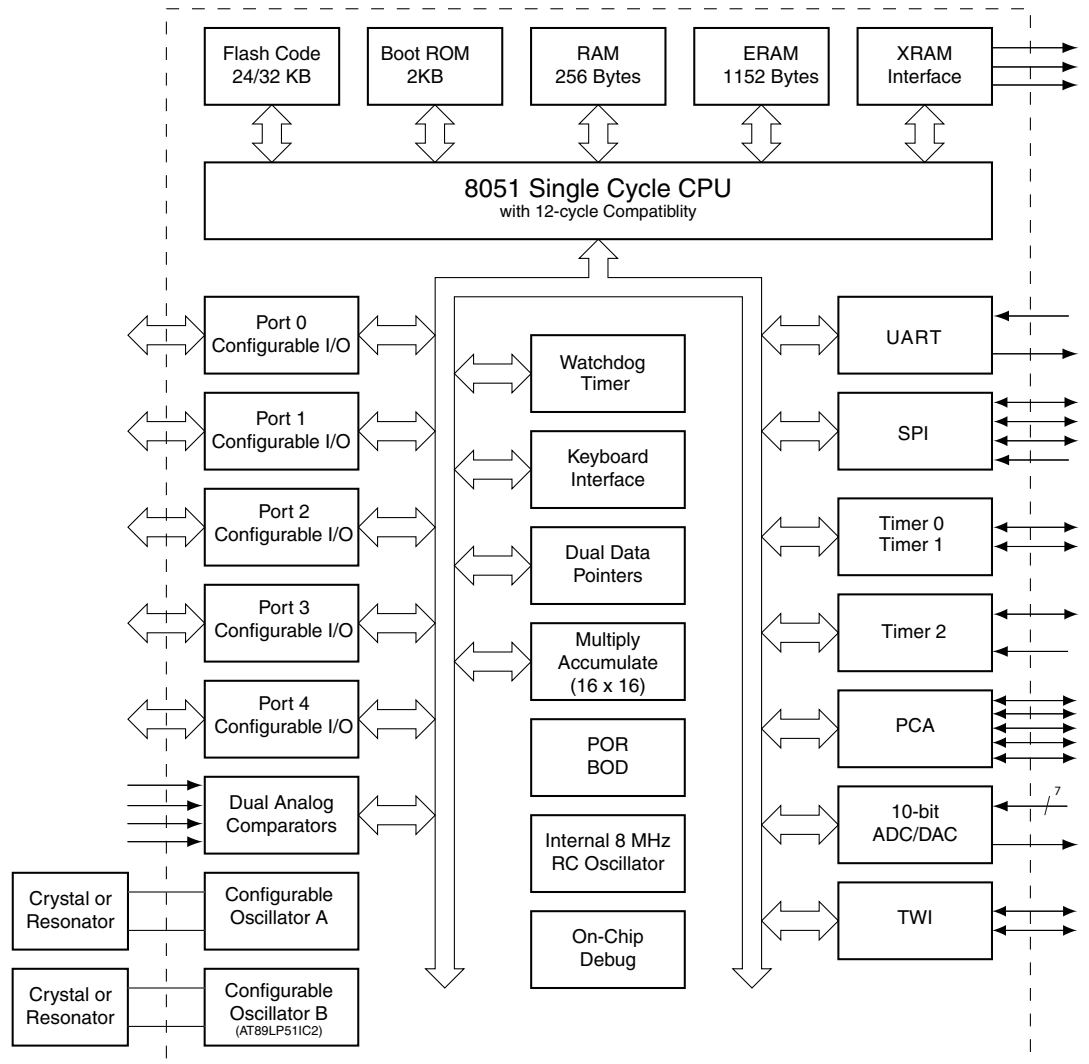 Flash Code
24/32 KB
Boot ROM
2KB
RAM
256 Bytes
ERAM
1152 Bytes
XRAM
Interface
8051 Single Cycle CPU
with 12-cycle Compatiblity
Port 0
Configurable I/O
Port 1
Configurable I/O
Port 2
Configurable I/O
Port 3
Configurable I/O
Port 4
Configurable I/O
Dual Analog
Comparators
Crystal or
Resonator
Configurable
Oscillator A
Crystal or
Resonator
Configurable
Oscillator B
(AT89LP51IC2)
Watchdog
Timer
Keyboard
Interface
Dual Data
Pointers
Multiply
Accumulate
(16 x 16)
POR
BOD
Internal 8 MHz
RC Oscillator
On-Chip
Debug
UART
SPI
Timer 0
Timer 1
Timer 2
PCA
10-bit
ADC/DAC
7
TWI